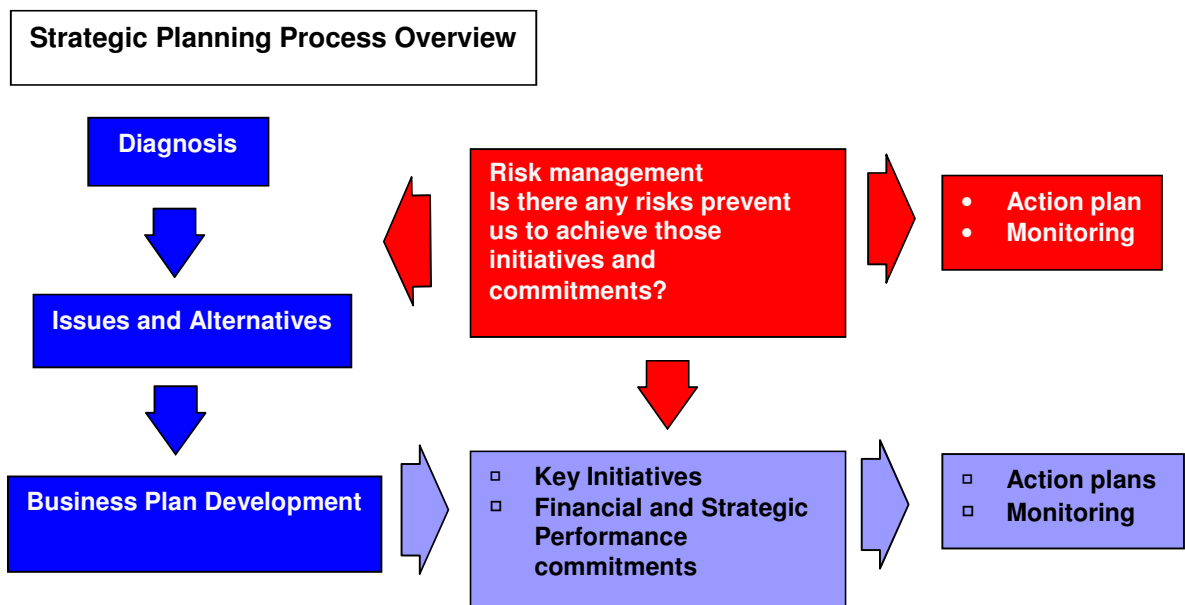 Strategic Planning Process Overview
Diagnosis
Issues and Alternatives
Business Plan Development
Risk management
Is there any risks prevent
us to achieve those
initiatives and
commitments?
• Action plan
• Monitoring
□ Key Initiatives
□ Financial and Strategic
Performance
commitments
□ Action plans
□ Monitoring